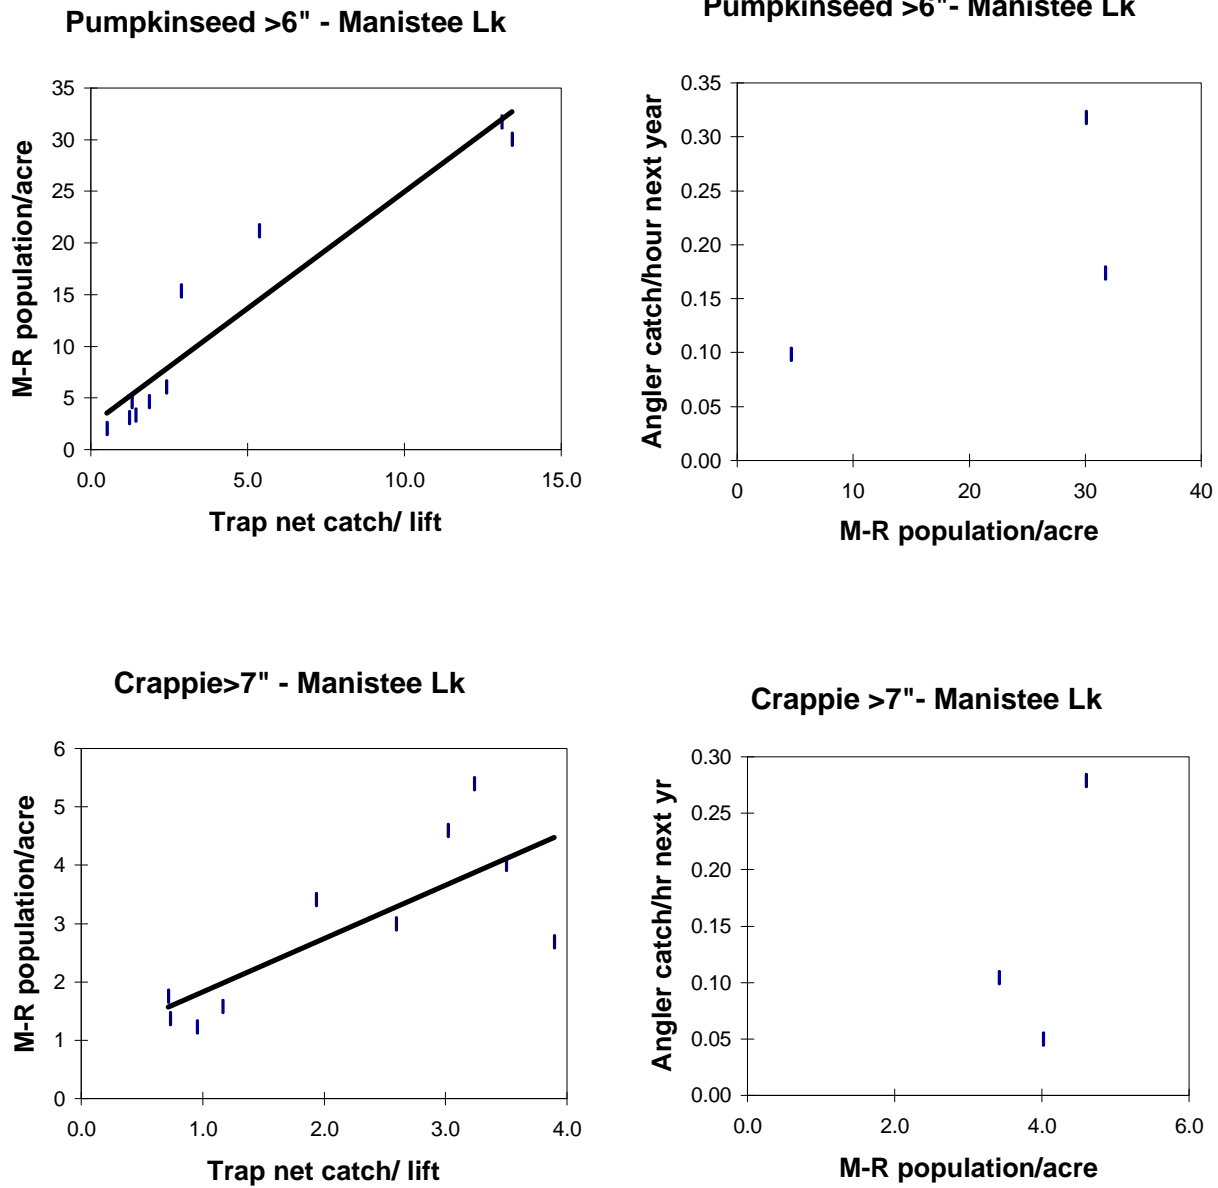 Pumpkinseed >6" - Manistee Lk
35
30
25
20
15
10
5
0
0.0 5.0 10.0 15.0
M-R population/acre
Trap net catch/ lift
Pumpkinseed >6"- Manistee Lk
0.35
0.30
0.25
0.20
0.15
0.10
0.05
0.00
0 10 20 30 40
Angler catch/hour next year
M-R population/acre
Crappie>7" - Manistee Lk
6
5
4
3
2
1
0
0.0 1.0 2.0 3.0 4.0
M-R population/acre
Trap net catch/ lift
Crappie >7"- Manistee Lk
0.30
0.25
0.20
0.15
0.10
0.05
0.00
0.0 2.0 4.0 6.0
Angler catch/hr next yr
M-R population/acre